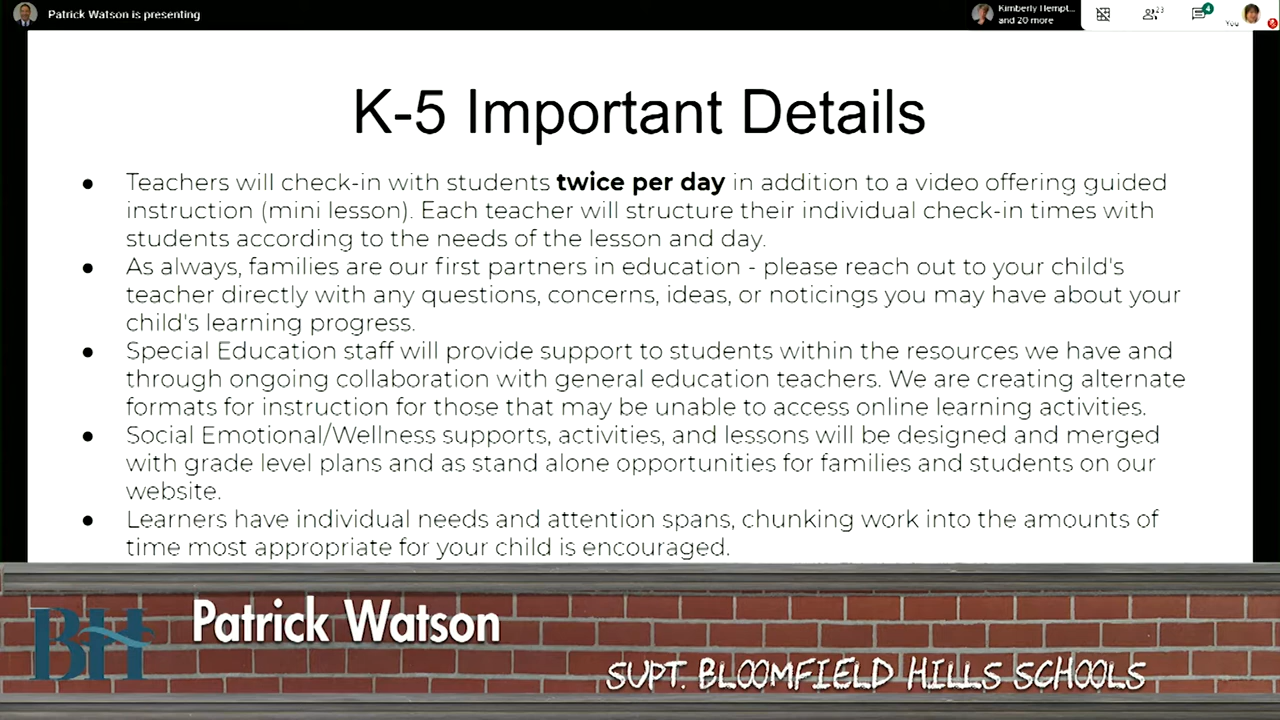 Patrick Watson is presenting
Kimberly Hempt...
and 20 more
23
4
You
K-5 Important Details
● Teachers will check-in with students twice per day in addition to a video offering guided
instruction (mini lesson). Each teacher will structure their individual check-in times with
students according to the needs of the lesson and day.
● As always, families are our first partners in education - please reach out to your child's
teacher directly with any questions, concerns, ideas, or noticings you may have about your
child's learning progress.
● Special Education staff will provide support to students within the resources we have and
through ongoing collaboration with general education teachers. We are creating alternate
formats for instruction for those that may be unable to access online learning activities.
● Social Emotional/Wellness supports, activities, and lessons will be designed and merged
with grade level plans and as stand alone opportunities for families and students on our
website.
● Learners have individual needs and attention spans, chunking work into the amounts of
time most appropriate for your child is encouraged.
BH
Patrick Watson
SUPT. BLOOMFIELD HILLS SCHOOLS